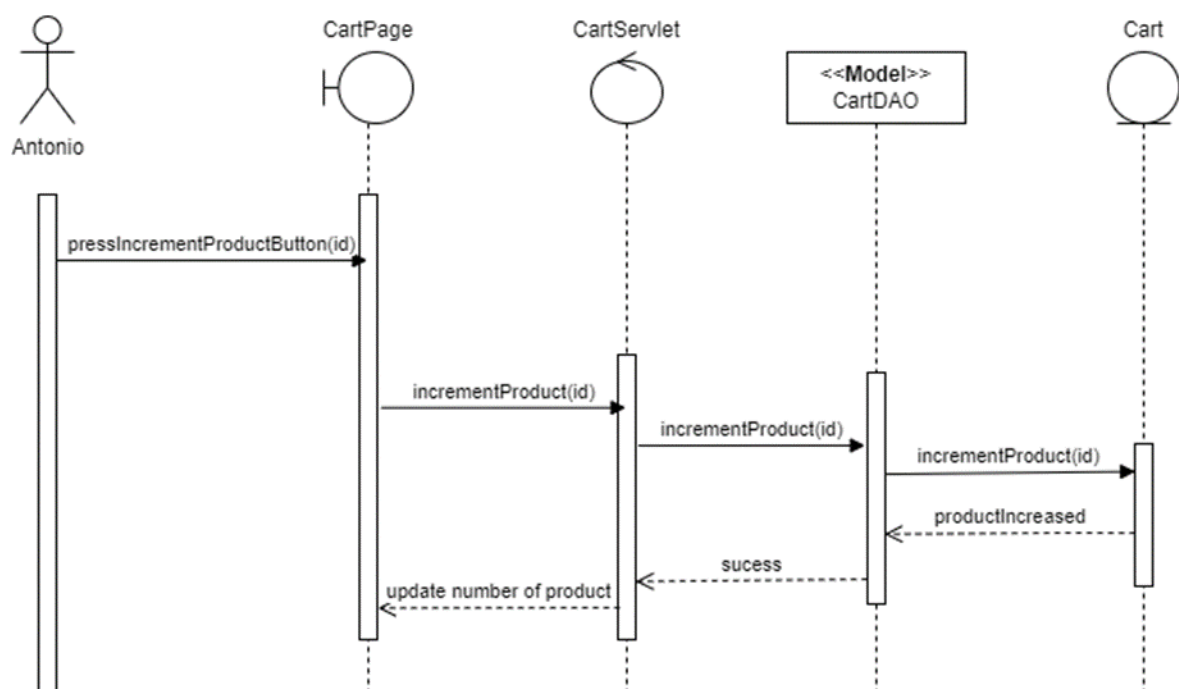 CartPage
CartServlet
Cart
<<Model>>
CartDAO
Antonio
pressIncrementProductButton(id)
incrementProduct(id)
incrementProduct(id)
incrementProduct(id)
productIncreased
sucess
update number of product